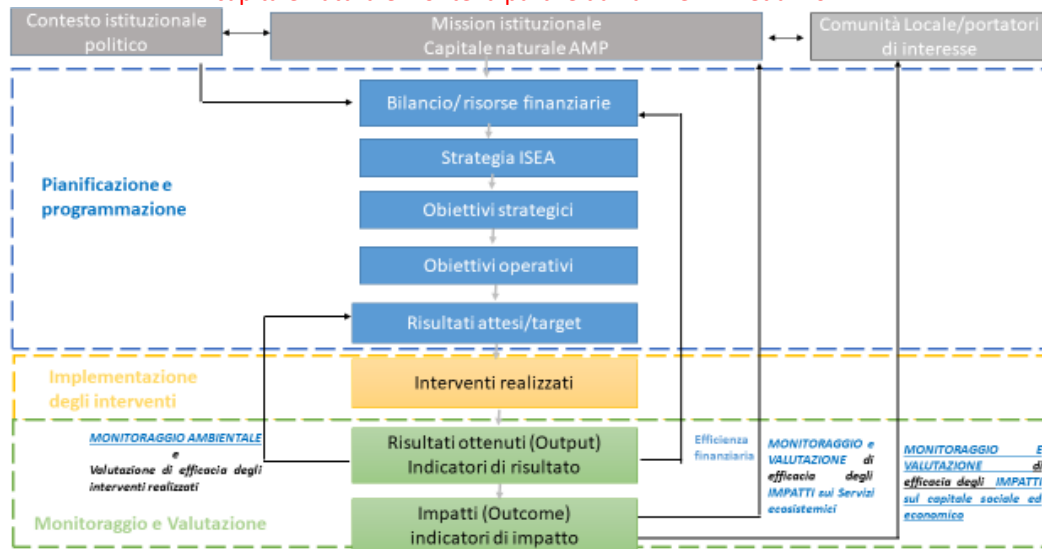 Contesto istituzionale
politico
Mission istituzionale
Capitale naturale AMP
Comunità Locale/portatori
di interesse
Bilancio/ risorse finanziarie
Strategia ISEA
Pianificazione e
programmazione
Obiettivi strategici
Obiettivi operativi
Risultati attesi/target
Implementazione
degli interventi
Interventi realizzati
MONITORAGGIO AMBIENTALE
e
Valutazione di efficacia degli
interventi realizzati
Risultati ottenuti (Output)
Indicatori di risultato
Efficienza
finanziaria
MONITORAGGIO e
VALUTAZIONE di
efficacia degli
IMPATTI sui Servizi
ecosistemici
MONITORAGGIO E
VALUTAZIONE di
efficacia degli IMPATTI
sul capitale sociale ed
economico
Monitoraggio e Valutazione
Impatti (Outcome)
indicatori di impatto